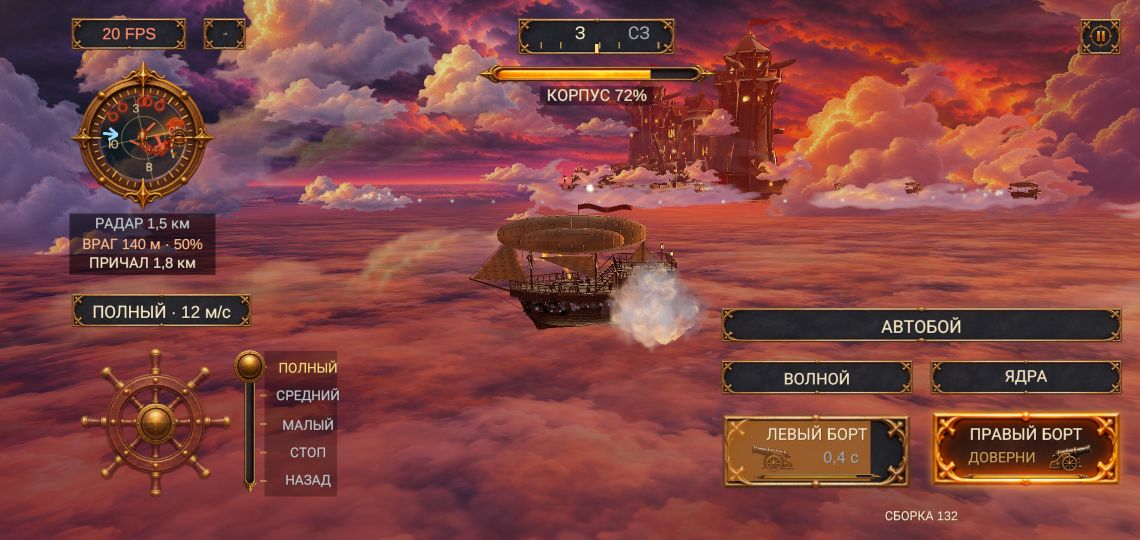 20 FPS
З СЗ
КОРПУС 72%
З
Ю
В
РАДАР 1,5 км
ВРАГ 140 м · 50%
ПРИЧАЛ 1,8 км
ПОЛНЫЙ · 12 м/с
ПОЛНЫЙ
СРЕДНИЙ
МАЛЫЙ
СТОП
НАЗАД
АВТОБОЙ
ВОЛНОЙ
ЯДРА
ЛЕВЫЙ БОРТ
0,4 с
ПРАВЫЙ БОРТ
ДОВЕРНИ
СБОРКА 132